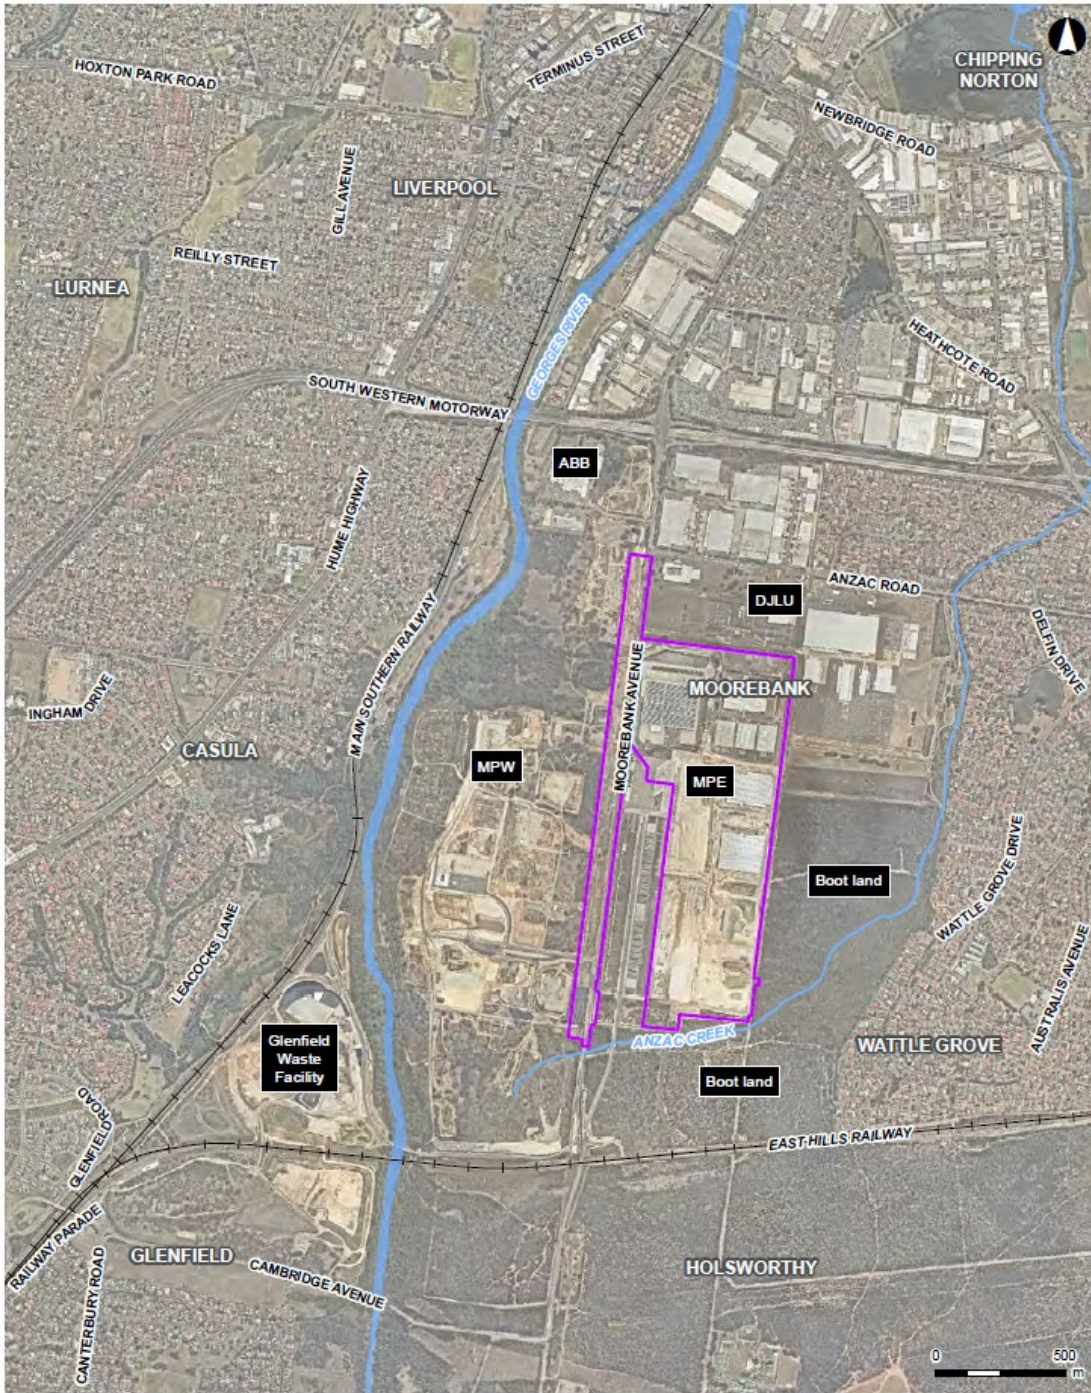 CHIPPING
NORTON
TERMINUS STREET
HOXTON PARK ROAD
NEWBRIDGE ROAD
GILL AVENUE
LIVERPOOL
REILLY STREET
LURNEA
GEORGES RIVER
HEATHCOTE ROAD
SOUTH WESTERN MOTORWAY
ABB
HUME HIGHWAY
ANZAC ROAD
DJLU
DELFIN DRIVE
MAIN SOUTHERN RAILWAY
MOOREBANK AVENUE
MOOREBANK
INGHAM DRIVE
CASULA
MPW
MPE
Boot land
WATTLE GROVE DRIVE
LEACOCKS LANE
AUSTRALIS AVENUE
Glenfield
Waste
Facility
ANZAC CREEK
WATTLE GROVE
Boot land
GLENFIELD ROAD
EAST HILLS RAILWAY
RAILWAY PARADE
GLENFIELD
HOLSWORTHY
CAMBRIDGE AVENUE
CANTERBURY ROAD
0 500
m